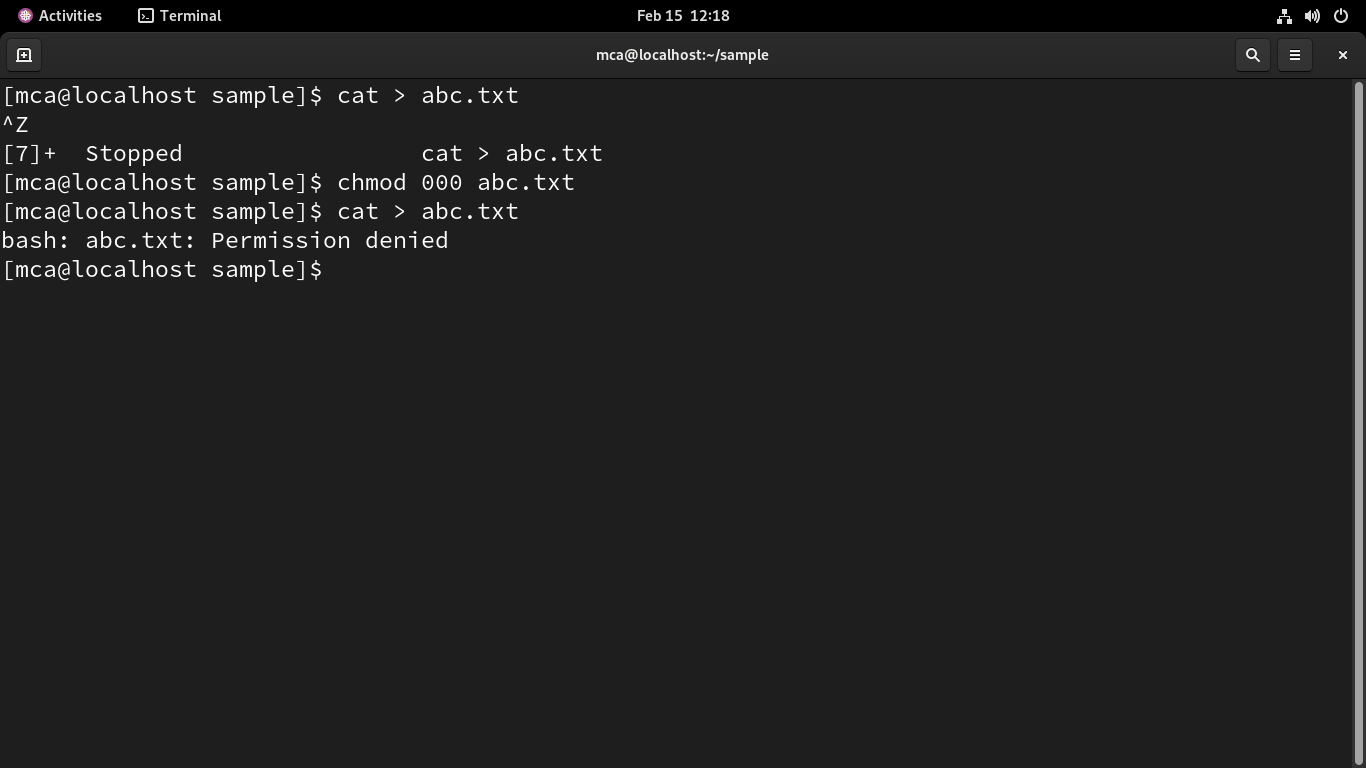 Activities Terminal Feb 15 12:18
mca@localhost:~/sample
[mca@localhost sample]$ cat > abc.txt
^Z
[7]+  Stopped                 cat > abc.txt
[mca@localhost sample]$ chmod 000 abc.txt
[mca@localhost sample]$ cat > abc.txt
bash: abc.txt: Permission denied
[mca@localhost sample]$